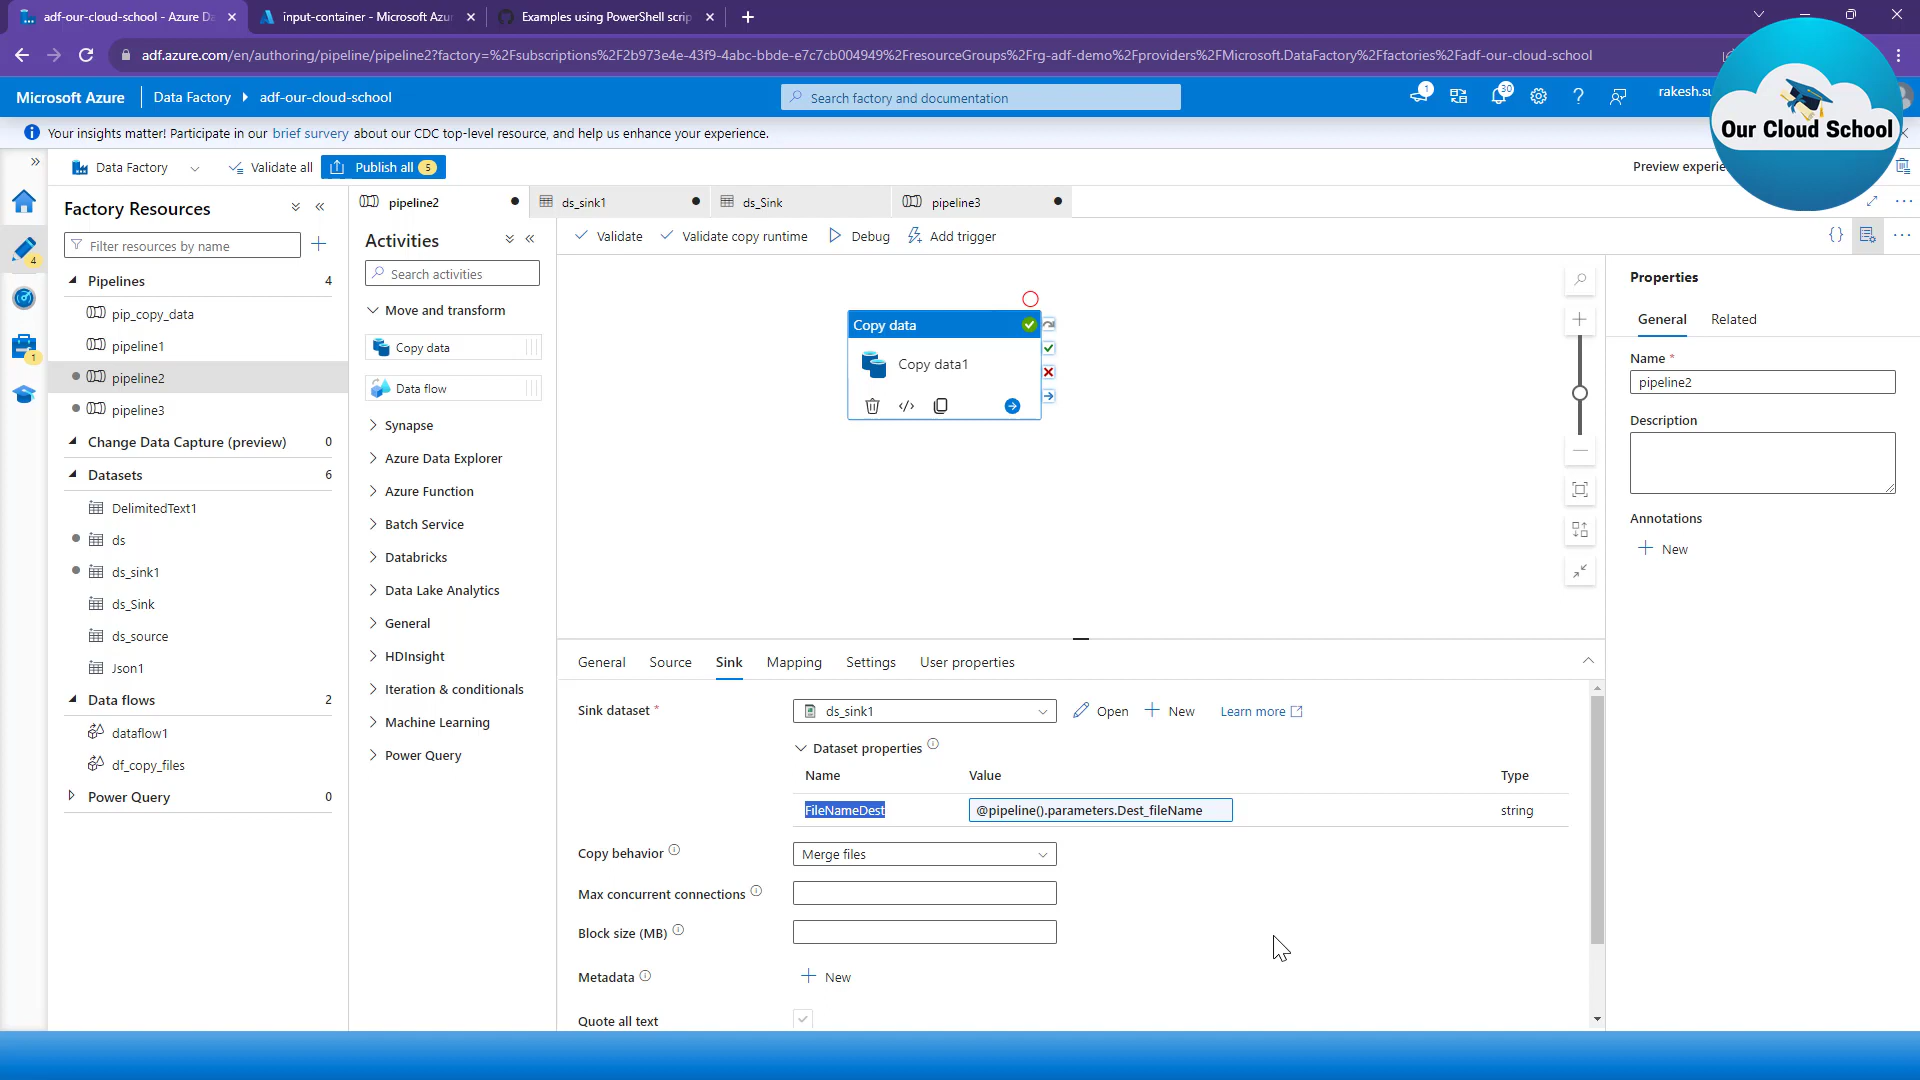 adf-our-cloud-school - Azure Da
input-container - Microsoft Azur
Examples using PowerShell scrip
adf.azure.com/en/authoring/pipeline/pipeline2?factory=%2Fsubscriptions%2F2b973e4e-43f9-4abc-bbde-e7c7cb004949%2FresourceGroups%2Frg-adf-demo%2Fproviders%2FMicrosoft.DataFactory%2Ffactories%2Fadf-our-cloud-school
Microsoft Azure
Data Factory
adf-our-cloud-school
Search factory and documentation
1
30
rakesh.su
Our Cloud School
Your insights matter! Participate in our brief survey about our CDC top-level resource, and help us enhance your experience.
Data Factory
Validate all
Publish all 5
Preview experie
4
1
Factory Resources
Filter resources by name
Pipelines 4
pip_copy_data
pipeline1
pipeline2
pipeline3
Change Data Capture (preview) 0
Datasets 6
DelimitedText1
ds
ds_sink1
ds_Sink
ds_source
Json1
Data flows 2
dataflow1
df_copy_files
Power Query 0
pipeline2
ds_sink1
ds_Sink
pipeline3
Activities
Search activities
Move and transform
Copy data
Data flow
Synapse
Azure Data Explorer
Azure Function
Batch Service
Databricks
Data Lake Analytics
General
HDInsight
Iteration & conditionals
Machine Learning
Power Query
Validate
Validate copy runtime
Debug
Add trigger
{}
Copy data
Copy data1
General
Source
Sink
Mapping
Settings
User properties
Sink dataset *
ds_sink1
Open
New
Learn more
Dataset properties
Name Value Type
FileNameDest @pipeline().parameters.Dest_fileName string
Copy behavior
Merge files
Max concurrent connections
Block size (MB)
Metadata
New
Quote all text
Properties
General
Related
Name *
pipeline2
Description
Annotations
New